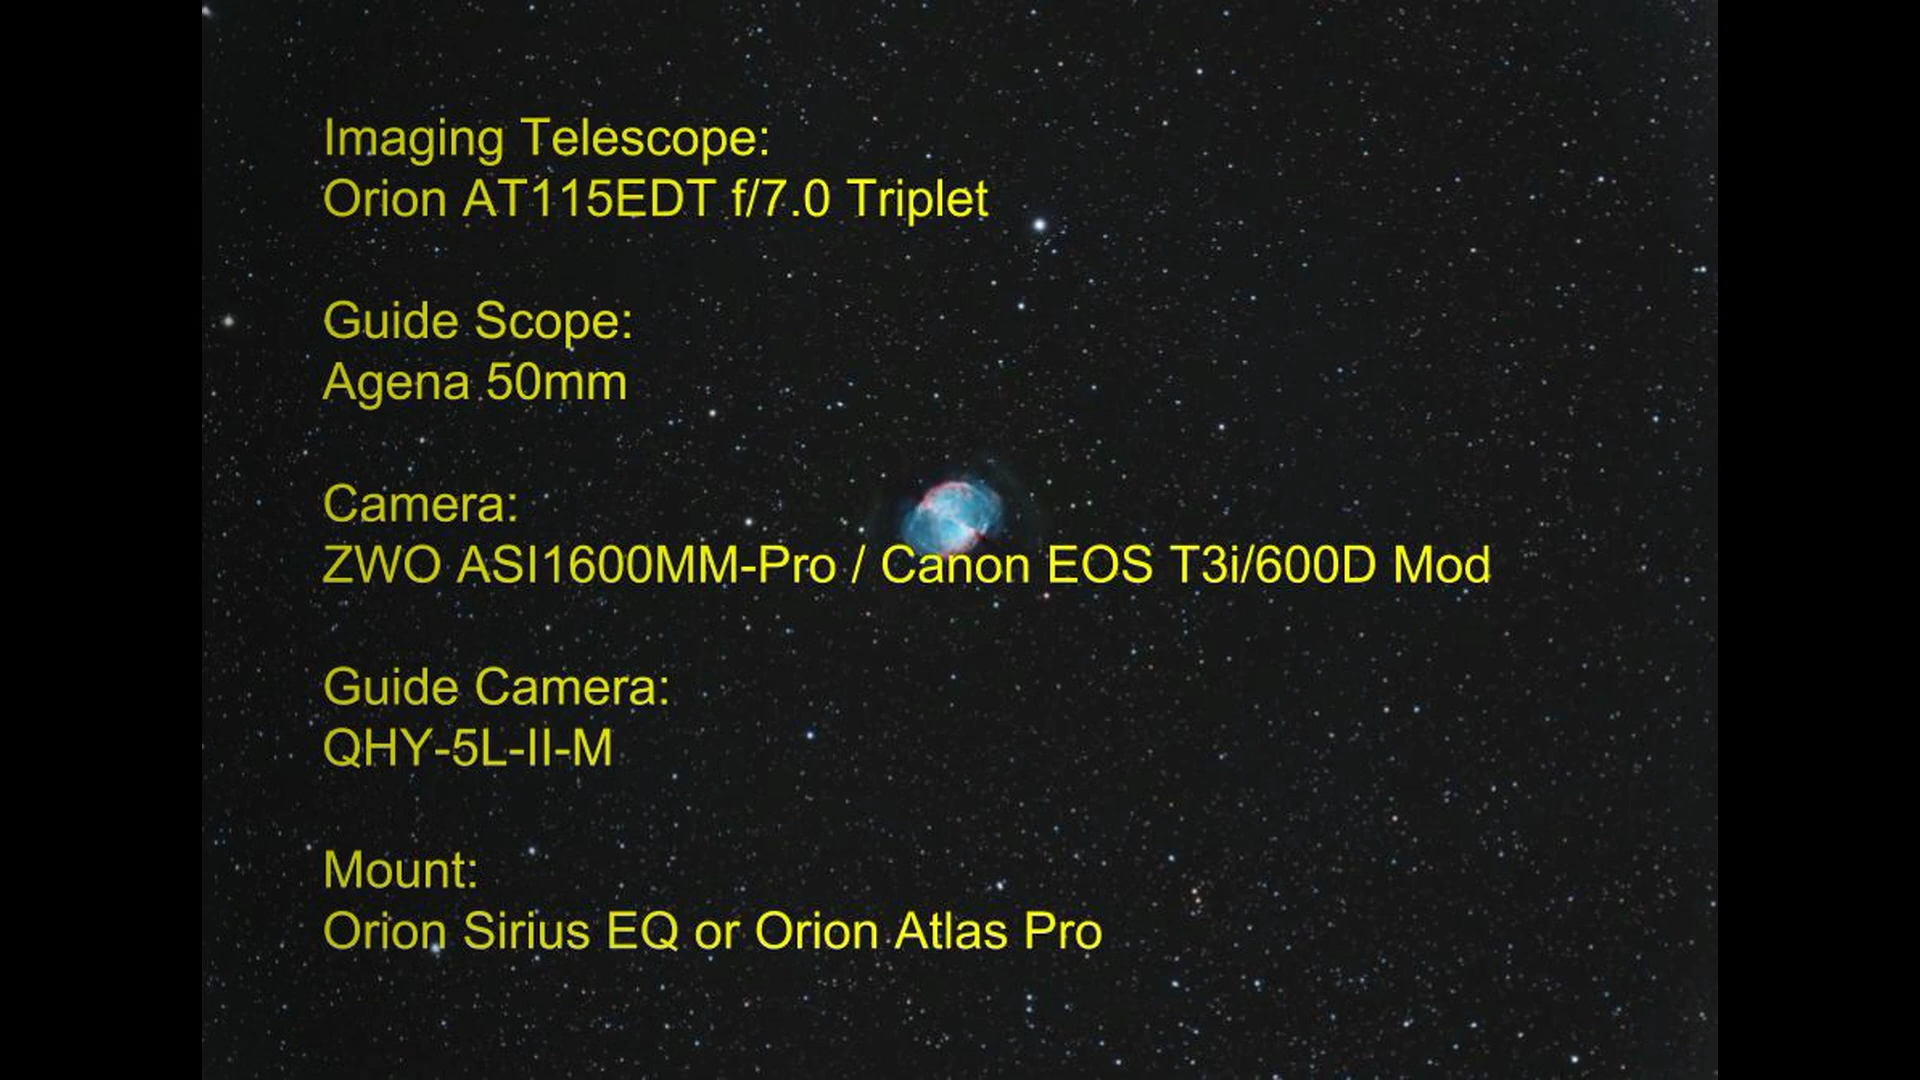 Imaging Telescope:
Orion AT115EDT f/7.0 Triplet
Guide Scope:
Agena 50mm
Camera:
ZWO ASI1600MM-Pro / Canon EOS T3i/600D Mod
Guide Camera:
QHY-5L-II-M
Mount:
Orion Sirius EQ or Orion Atlas Pro